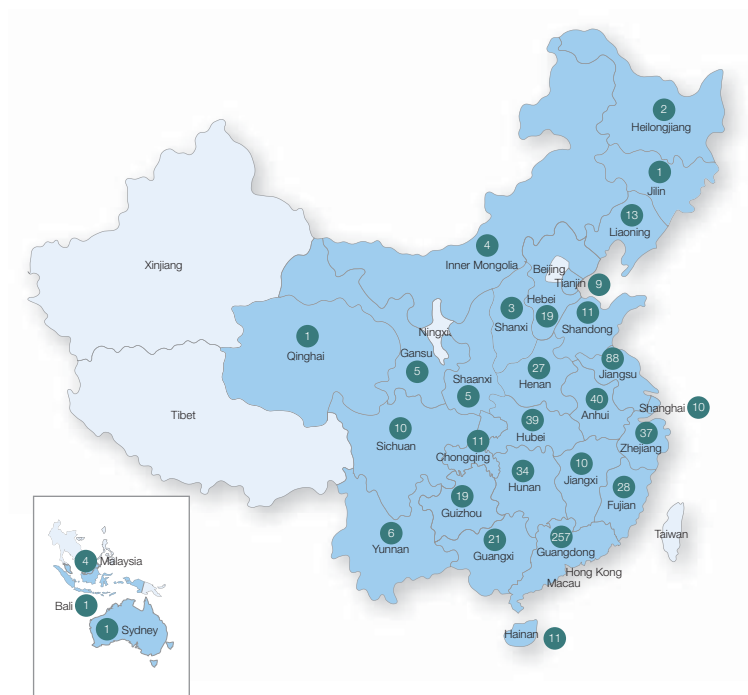 2
Heilongjiang
1
Jilin
13
Liaoning
4
Inner Mongolia
Beijing
Tianjin 9
Hebei
19
3
Shanxi
11
Shandong
Xinjiang
1
Qinghai
Ningxi
Gansu
5
Shaanxi
5
27
Henan
88
Jiangsu
40
Anhui
Shanghai 10
Tibet
10
Sichuan
11
Chongqing
39
Hubei
37
Zhejiang
34
Hunan
10
Jiangxi
28
Fujian
19
Guizhou
6
Yunnan
21
Guangxi
257
Guangdong
Taiwan
Hong Kong
Macau
Hainan 11
4 Malaysia
Bali 1
1 Sydney